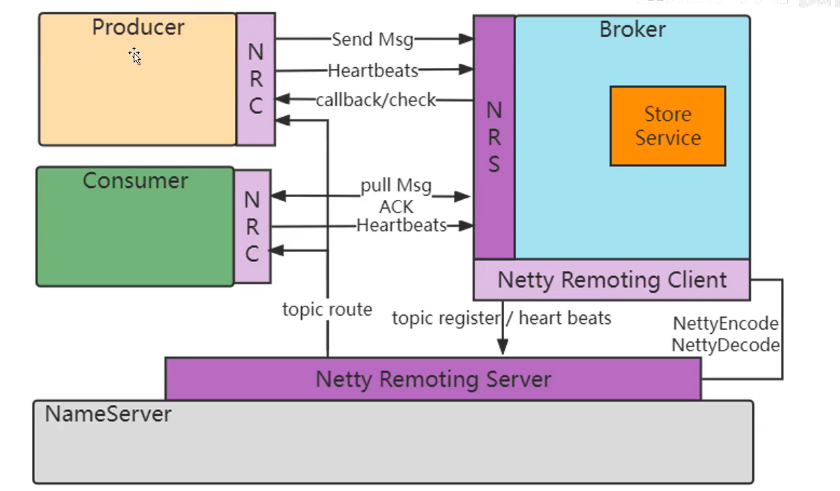 Producer
N
R
C
Send Msg
Heartbeats
callback/check
N
R
S
Broker
Store
Service
Consumer
N
R
C
pull Msg
ACK
Heartbeats
Netty Remoting Client
topic route
topic register / heart beats
NettyEncode
NettyDecode
Netty Remoting Server
NameServer